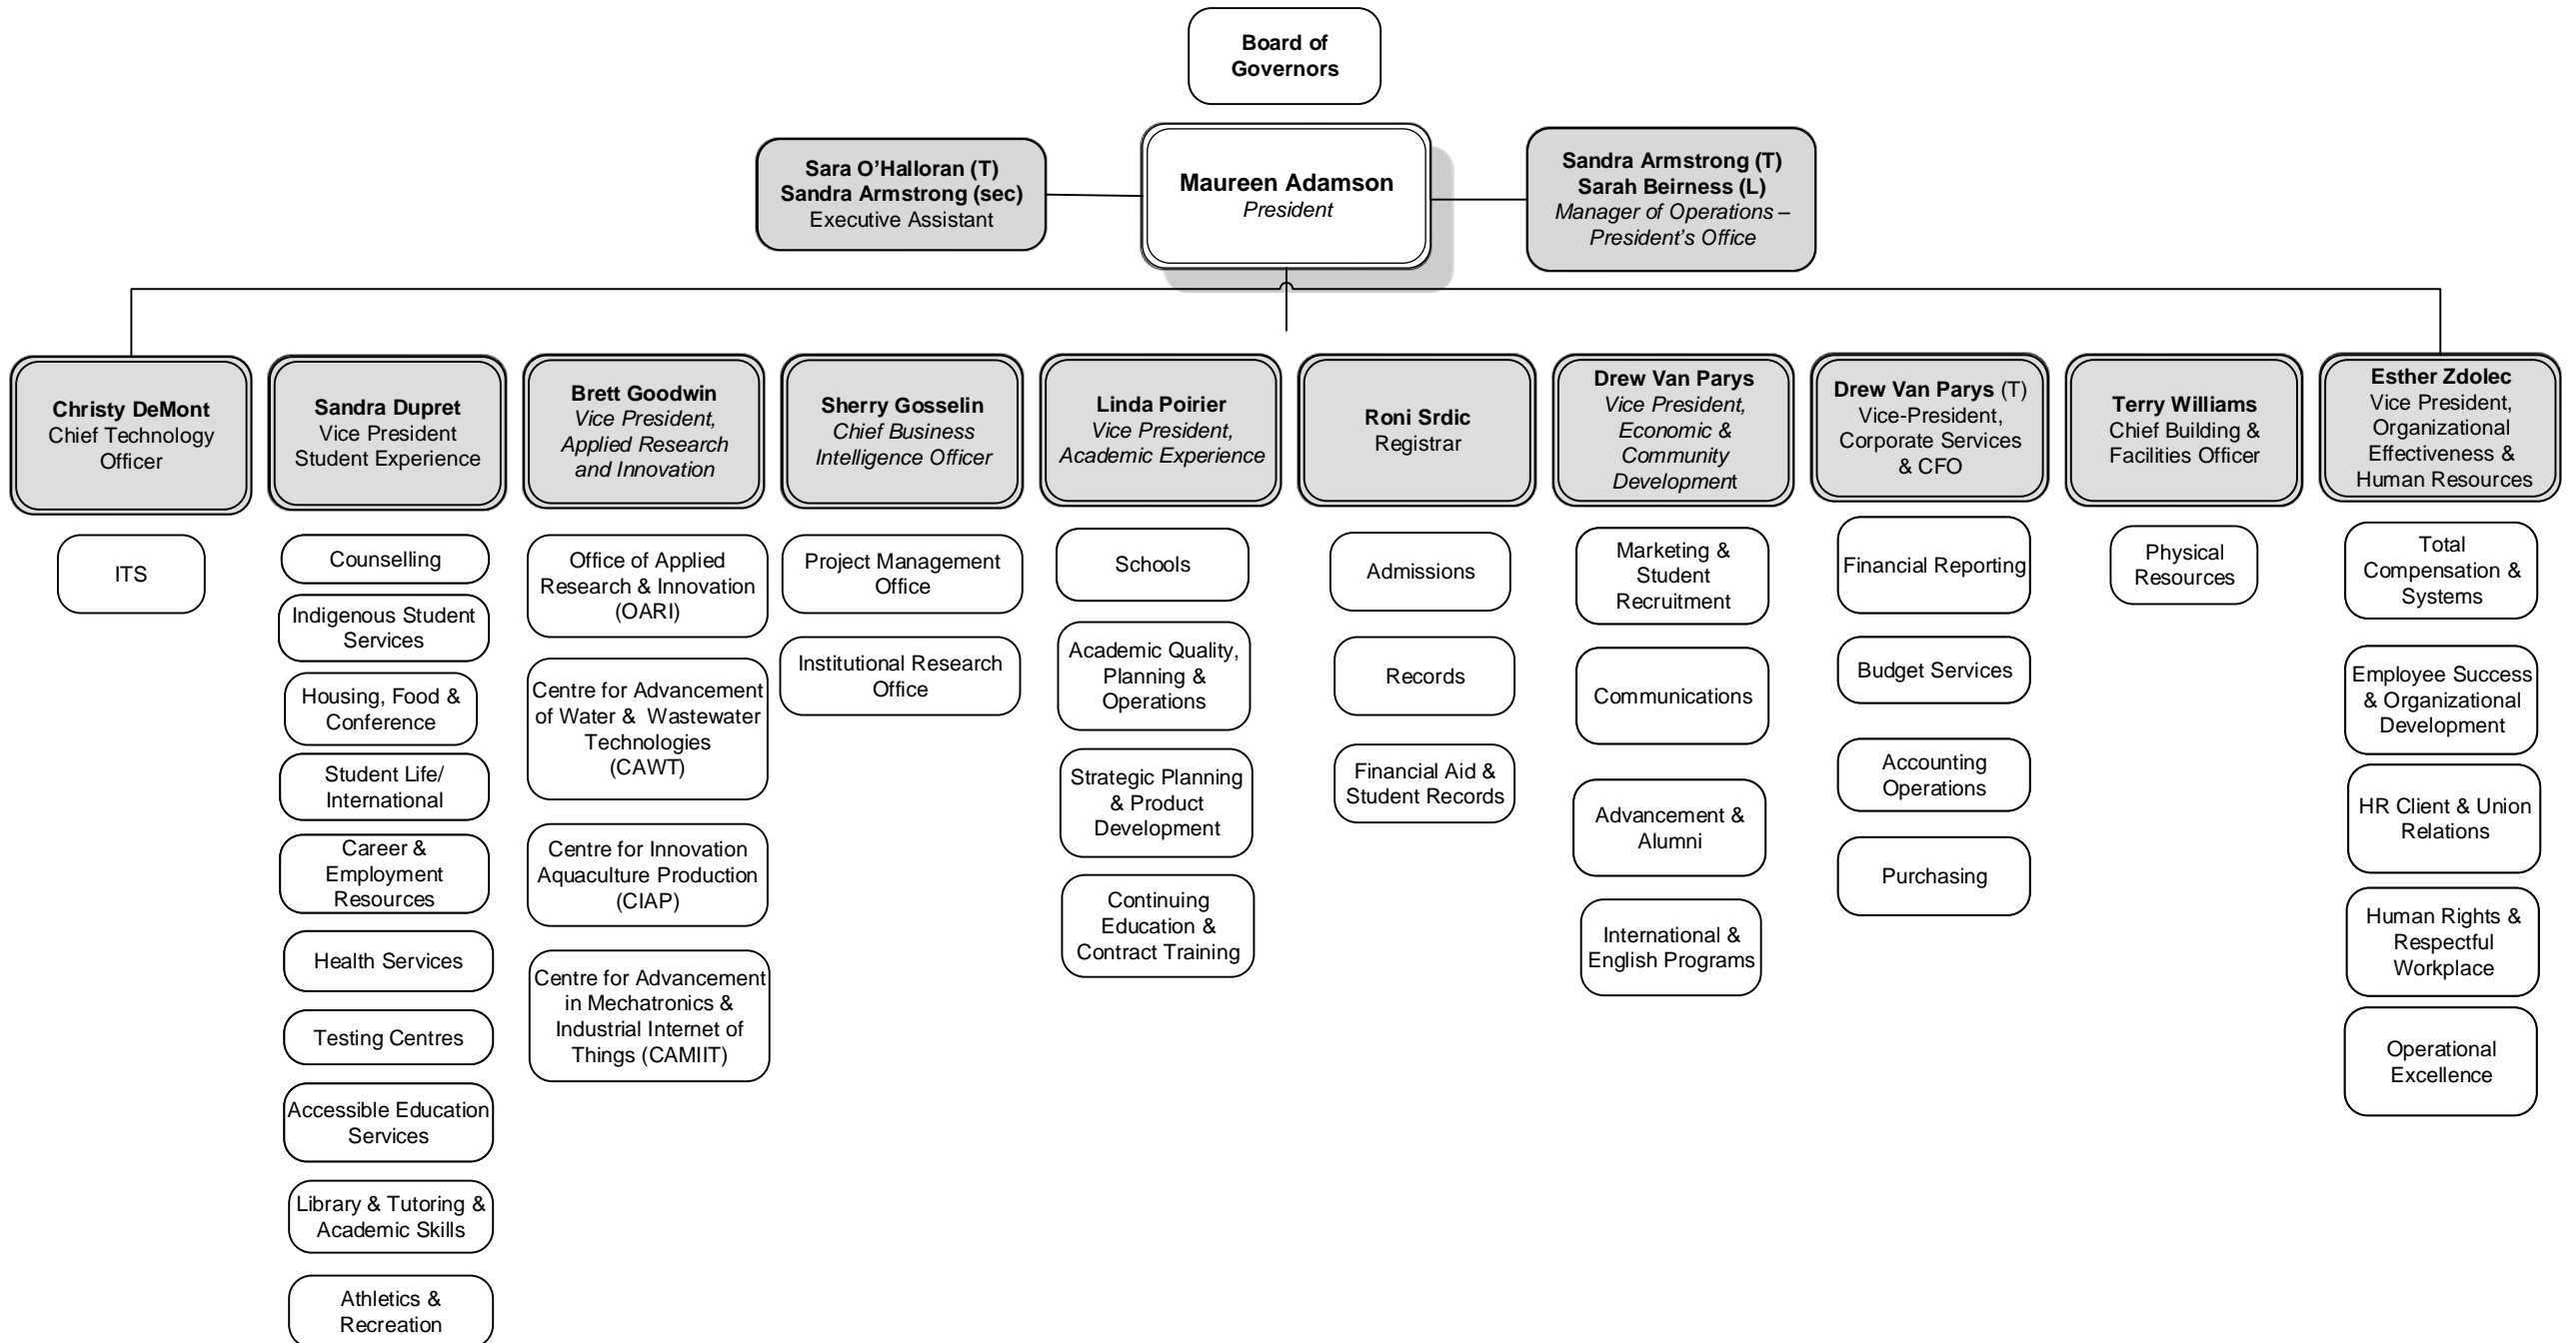 Board of
Governors
Sara O’Halloran (T)
Sandra Armstrong (sec)
Executive Assistant
Maureen Adamson
President
Sandra Armstrong (T)
Sarah Beirness (L)
Manager of Operations –
President’s Office
Christy DeMont
Chief Technology
Officer
ITS
Sandra Dupret
Vice President
Student Experience
Counselling
Indigenous Student
Services
Housing, Food &
Conference
Student Life/
International
Career &
Employment
Resources
Health Services
Testing Centres
Accessible Education
Services
Library & Tutoring &
Academic Skills
Athletics &
Recreation
Brett Goodwin
Vice President,
Applied Research
and Innovation
Office of Applied
Research & Innovation
(OARI)
Centre for Advancement
of Water & Wastewater
Technologies
(CAWT)
Centre for Innovation
Aquaculture Production
(CIAP)
Centre for Advancement
in Mechatronics &
Industrial Internet of
Things (CAMIIT)
Sherry Gosselin
Chief Business
Intelligence Officer
Project Management
Office
Institutional Research
Office
Linda Poirier
Vice President,
Academic Experience
Schools
Academic Quality,
Planning &
Operations
Strategic Planning
& Product
Development
Continuing
Education &
Contract Training
Roni Srdic
Registrar
Admissions
Records
Financial Aid &
Student Records
Drew Van Parys
Vice President,
Economic &
Community
Development
Marketing &
Student
Recruitment
Communications
Advancement &
Alumni
International &
English Programs
Drew Van Parys (T)
Vice-President,
Corporate Services
& CFO
Financial Reporting
Budget Services
Accounting
Operations
Purchasing
Terry Williams
Chief Building &
Facilities Officer
Physical
Resources
Esther Zdolec
Vice President,
Organizational
Effectiveness &
Human Resources
Total
Compensation &
Systems
Employee Success
& Organizational
Development
HR Client & Union
Relations
Human Rights &
Respectful
Workplace
Operational
Excellence